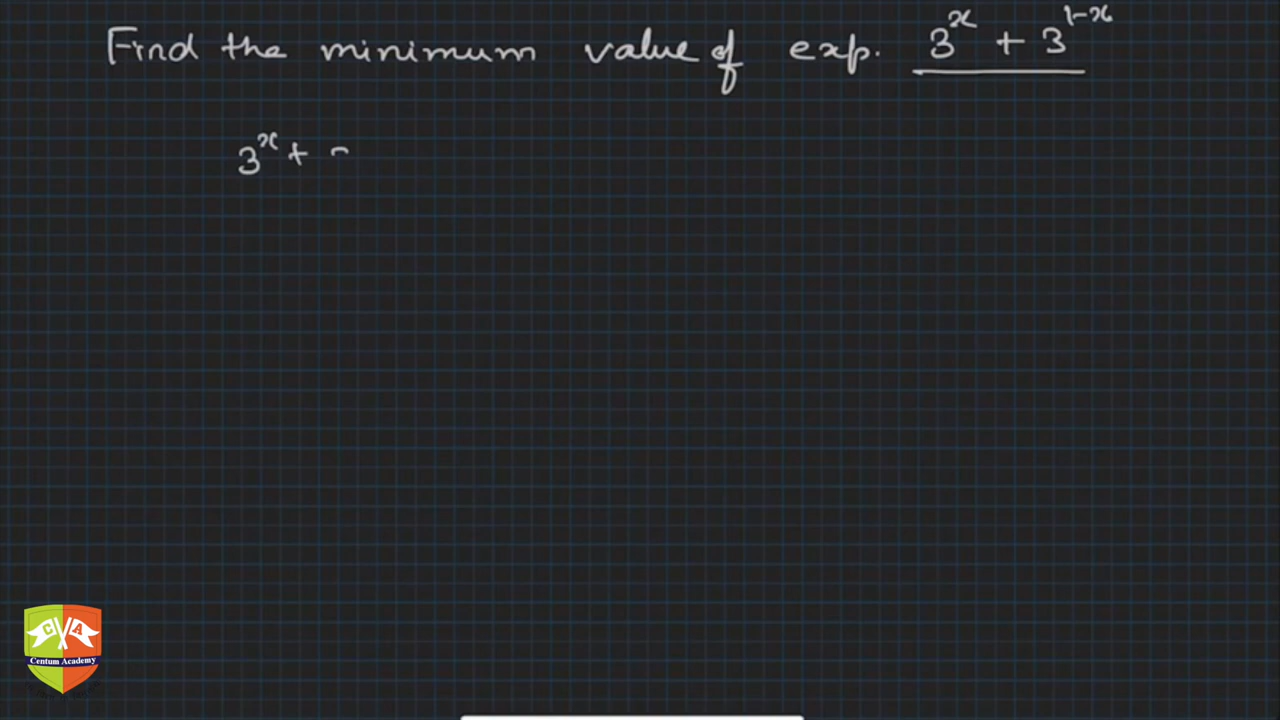 Find the minimum value of exp. 3^x + 3^{1-x}
3^x +
C A
Centum Academy